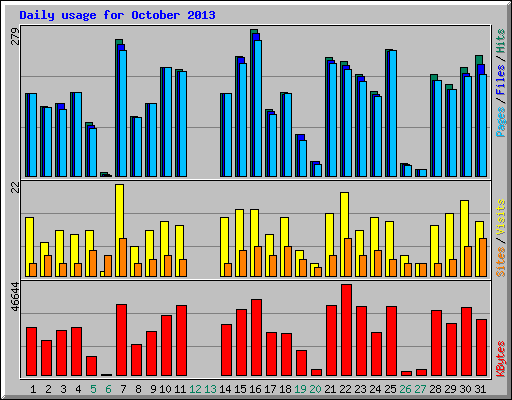 Daily usage for October 2013
279
Pages / Files / Hits
22
Sites / Visits
46644
KBytes
1 2 3 4 5 6 7 8 9 10 11 12 13 14 15 16 17 18 19 20 21 22 23 24 25 26 27 28 29 30 31